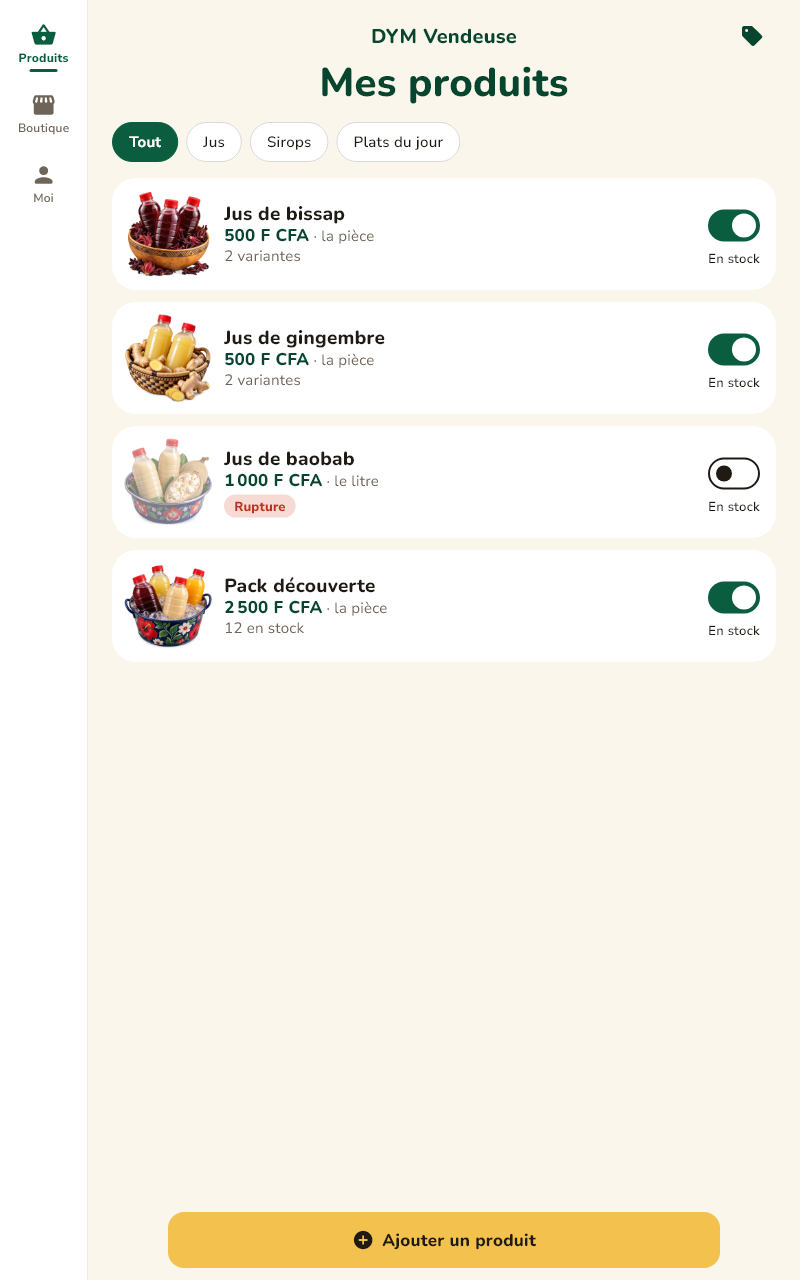 DYM Vendeuse
Mes produits
Produits
Boutique
Moi
Tout
Jus
Sirops
Plats du jour
Jus de bissap
500 F CFA · la pièce
2 variantes
En stock
Jus de gingembre
500 F CFA · la pièce
2 variantes
En stock
Jus de baobab
1 000 F CFA · le litre
Rupture
En stock
Pack découverte
2 500 F CFA · la pièce
12 en stock
En stock
Ajouter un produit